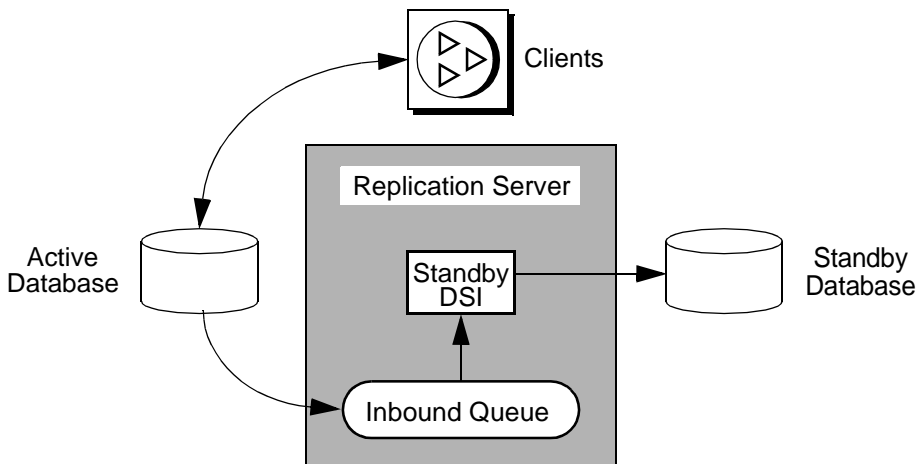 Clients
Replication Server
Active
Database
Standby
DSI
Standby
Database
Inbound Queue